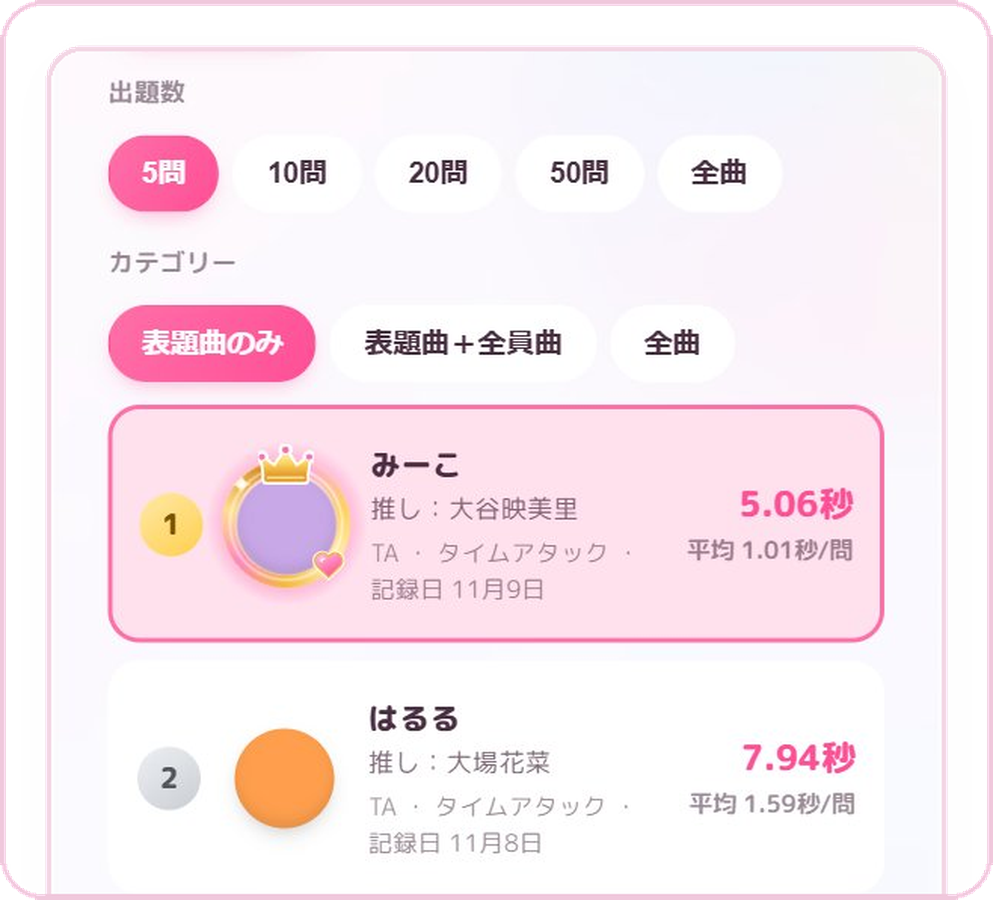 出題数
5問 10問 20問 50問 全曲
カテゴリー
表題曲のみ 表題曲＋全員曲 全曲
1
みーこ
推し：大谷映美里
TA ・ タイムアタック ・
記録日 11月9日
5.06秒
平均 1.01秒/問
2
はるる
推し：大場花菜
TA ・ タイムアタック ・
記録日 11月8日
7.94秒
平均 1.59秒/問